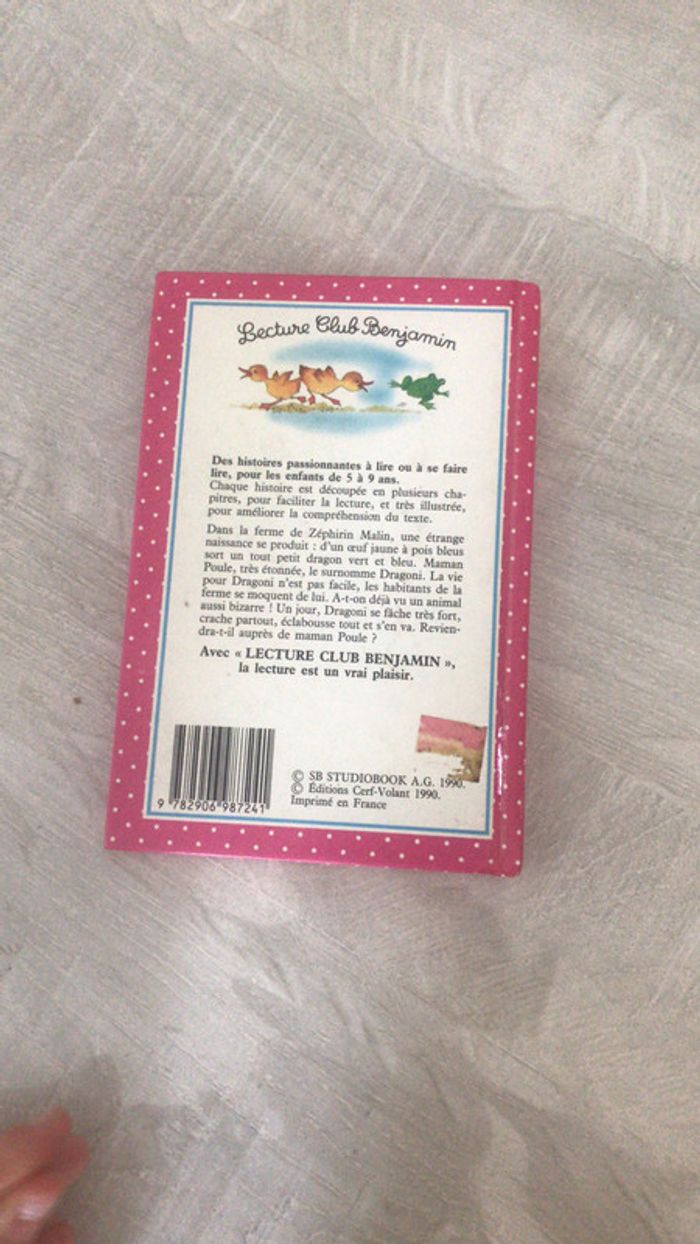 Lecture Club Benjamin
Des histoires passionnantes à lire ou à se faire
lire, pour les enfants de 5 à 9 ans.
Chaque histoire est découpée en plusieurs cha-
pitres, pour faciliter la lecture, et très illustrée,
pour améliorer la compréhension du texte.
Dans la ferme de Zéphirin Malin, une étrange
naissance se produit : d'un œuf jaune à pois bleus
sort un tout petit dragon vert et bleu. Maman
Poule, très étonnée, le surnomme Dragoni. La vie
pour Dragoni n'est pas facile, les habitants de la
ferme se moquent de lui. A-t-on déjà vu un animal
aussi bizarre ! Un jour, Dragoni se fâche très fort,
crache partout, éclabousse tout et s'en va. Revien-
dra-t-il auprès de maman Poule ?
Avec « LECTURE CLUB BENJAMIN »,
la lecture est un vrai plaisir.
© SB STUDIOBOOK A.G. 1990.
© Éditions Cerf-Volant 1990.
Imprimé en France
9 782906 987241